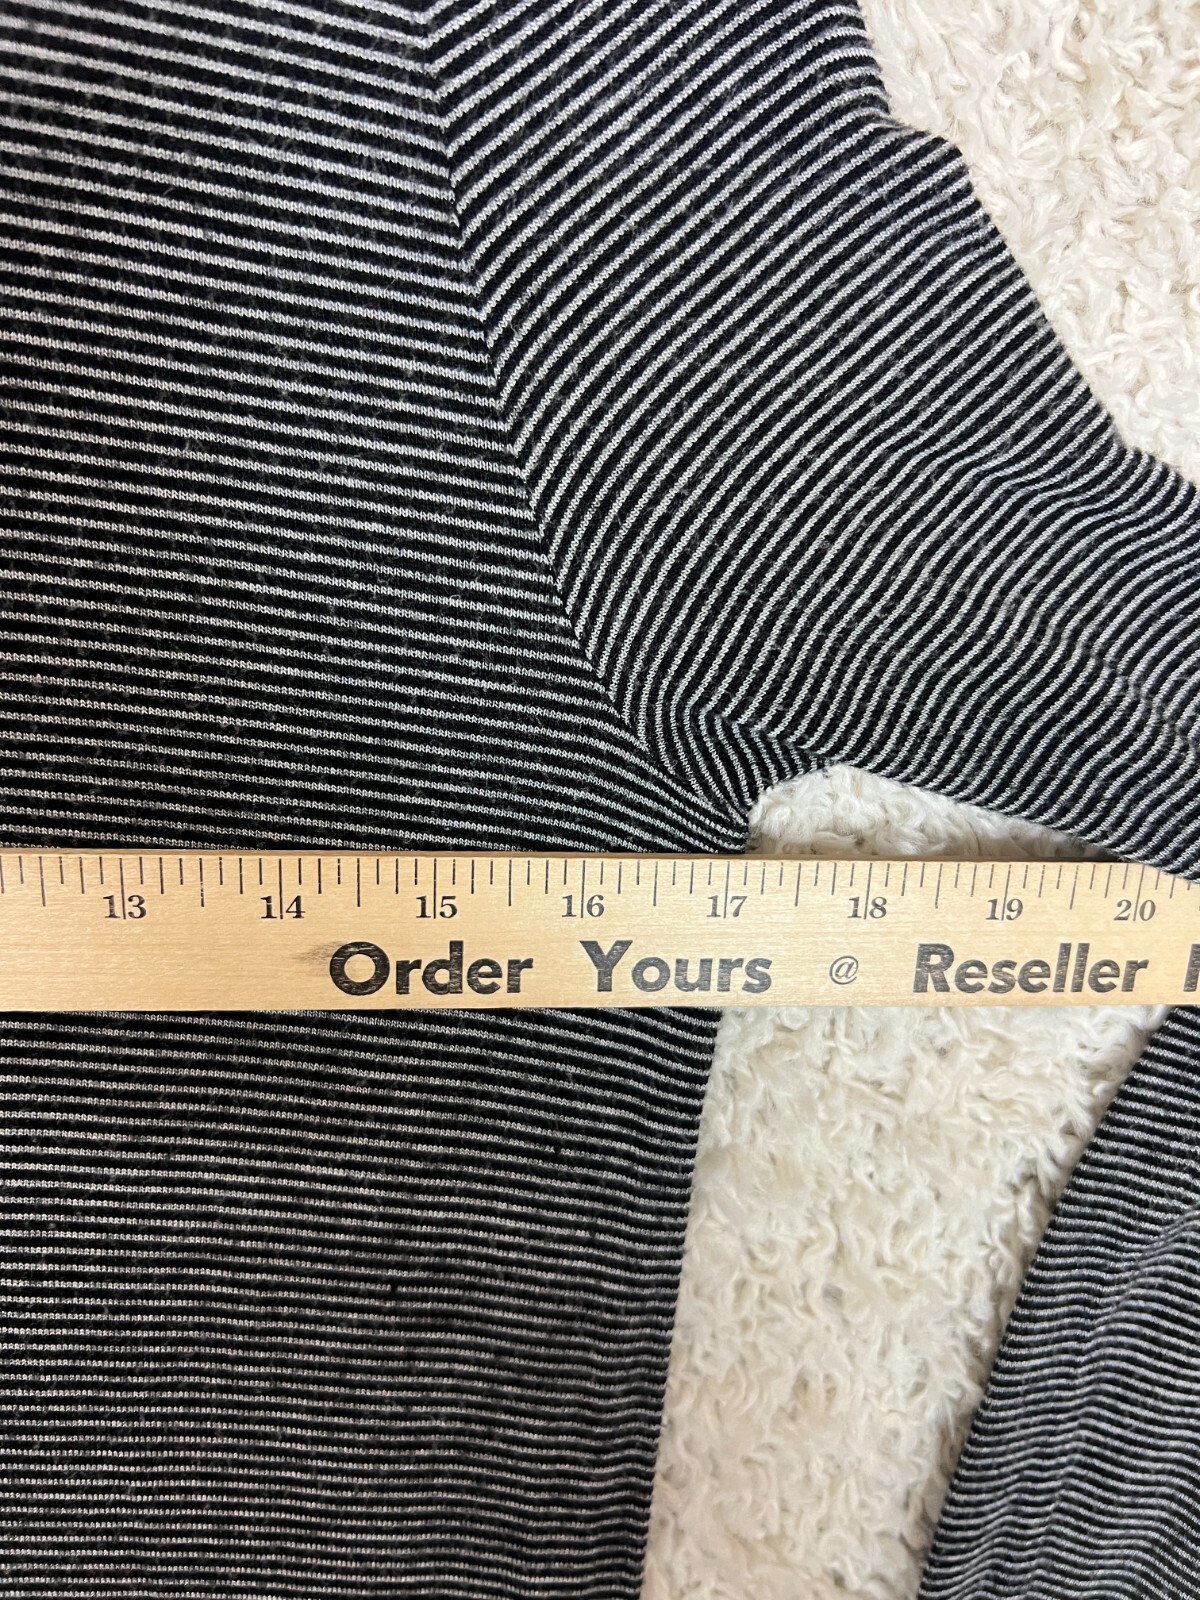 13 14 15 16 17 18 19 20
Order Yours @ Reseller